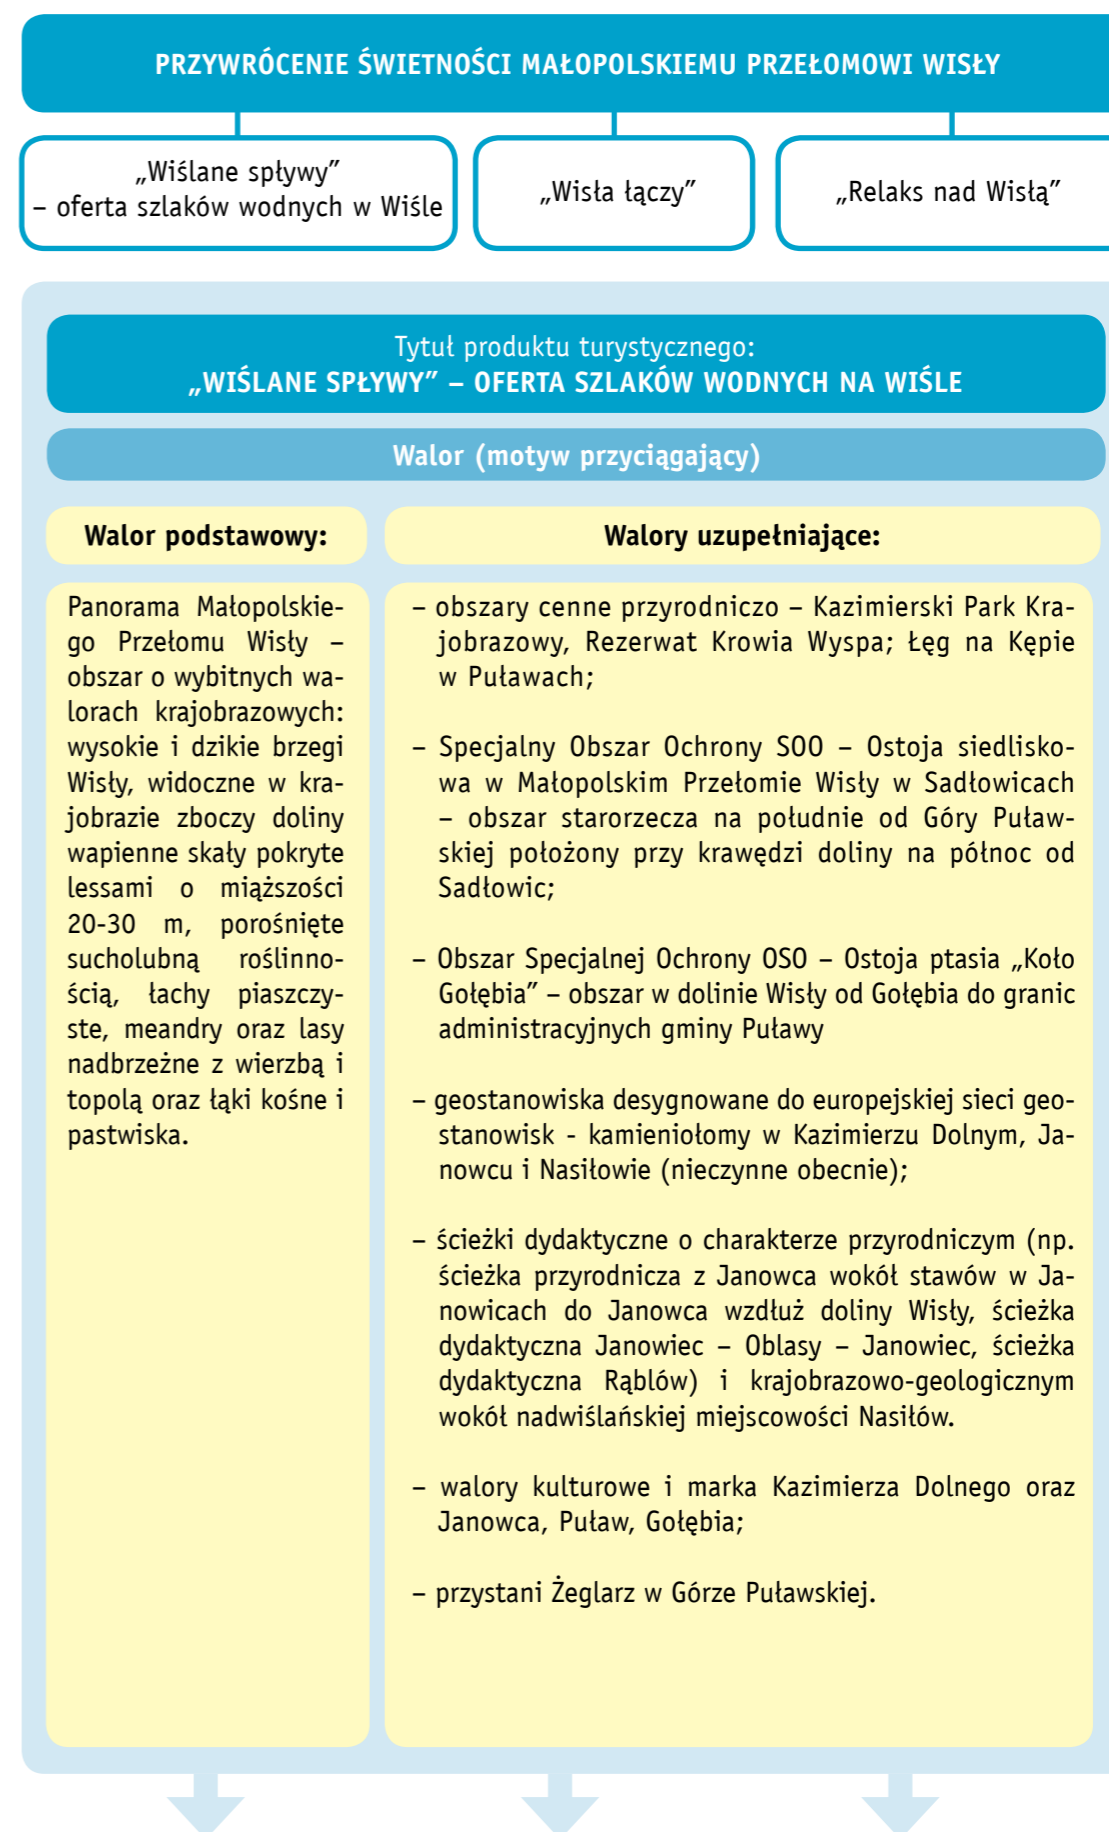 PRZYWRÓCENIE ŚWIETNOŚCI MAŁOPOLSKIEMU PRZEŁOMOWI WISŁY
„Wiślane spływy”
– oferta szlaków wodnych w Wiśle
„Wisła łączy”
„Relaks nad Wisłą”
Tytuł produktu turystycznego:
„WIŚLANE SPŁYWY” – OFERTA SZLAKÓW WODNYCH NA WIŚLE
Walor (motyw przyciągający)
Walor podstawowy:
Panorama Małopolskie-
go Przełomu Wisły –
obszar o wybitnych wa-
lorach krajobrazowych:
wysokie i dzikie brzegi
Wisły, widoczne w kra-
jobrazie zboczy doliny
wapienne skały pokryte
lessami o miąższości
20-30 m, porośnięte
sucholubną roślinno-
ścią, łachy piaszczy-
ste, meandry oraz lasy
nadbrzeżne z wierzbą i
topolą oraz łąki kośne i
pastwiska.
Walory uzupełniające:
– obszary cenne przyrodniczo – Kazimierski Park Kra-
jobrazowy, Rezerwat Krowia Wyspa; Łęg na Kępie
w Puławach;
– Specjalny Obszar Ochrony SOO – Ostoja siedlisko-
wa w Małopolskim Przełomie Wisły w Sadłowicach
– obszar starorzecza na południe od Góry Puław-
skiej położony przy krawędzi doliny na północ od
Sadłowic;
– Obszar Specjalnej Ochrony OSO – Ostoja ptasia „Koło
Gołębia” – obszar w dolinie Wisły od Gołębia do granic
administracyjnych gminy Puławy
– geostanowiska desygnowane do europejskiej sieci geo-
stanowisk - kamieniołomy w Kazimierzu Dolnym, Ja-
nowcu i Nasiłowie (nieczynne obecnie);
– ścieżki dydaktyczne o charakterze przyrodniczym (np.
ścieżka przyrodnicza z Janowca wokół stawów w Ja-
nowicach do Janowca wzdłuż doliny Wisły, ścieżka
dydaktyczna Janowiec – Oblasy – Janowiec, ścieżka
dydaktyczna Rąblów) i krajobrazowo-geologicznym
wokół nadwiślańskiej miejscowości Nasiłów.
– walory kulturowe i marka Kazimierza Dolnego oraz
Janowca, Puław, Gołębia;
– przystani Żeglarz w Górze Puławskiej.